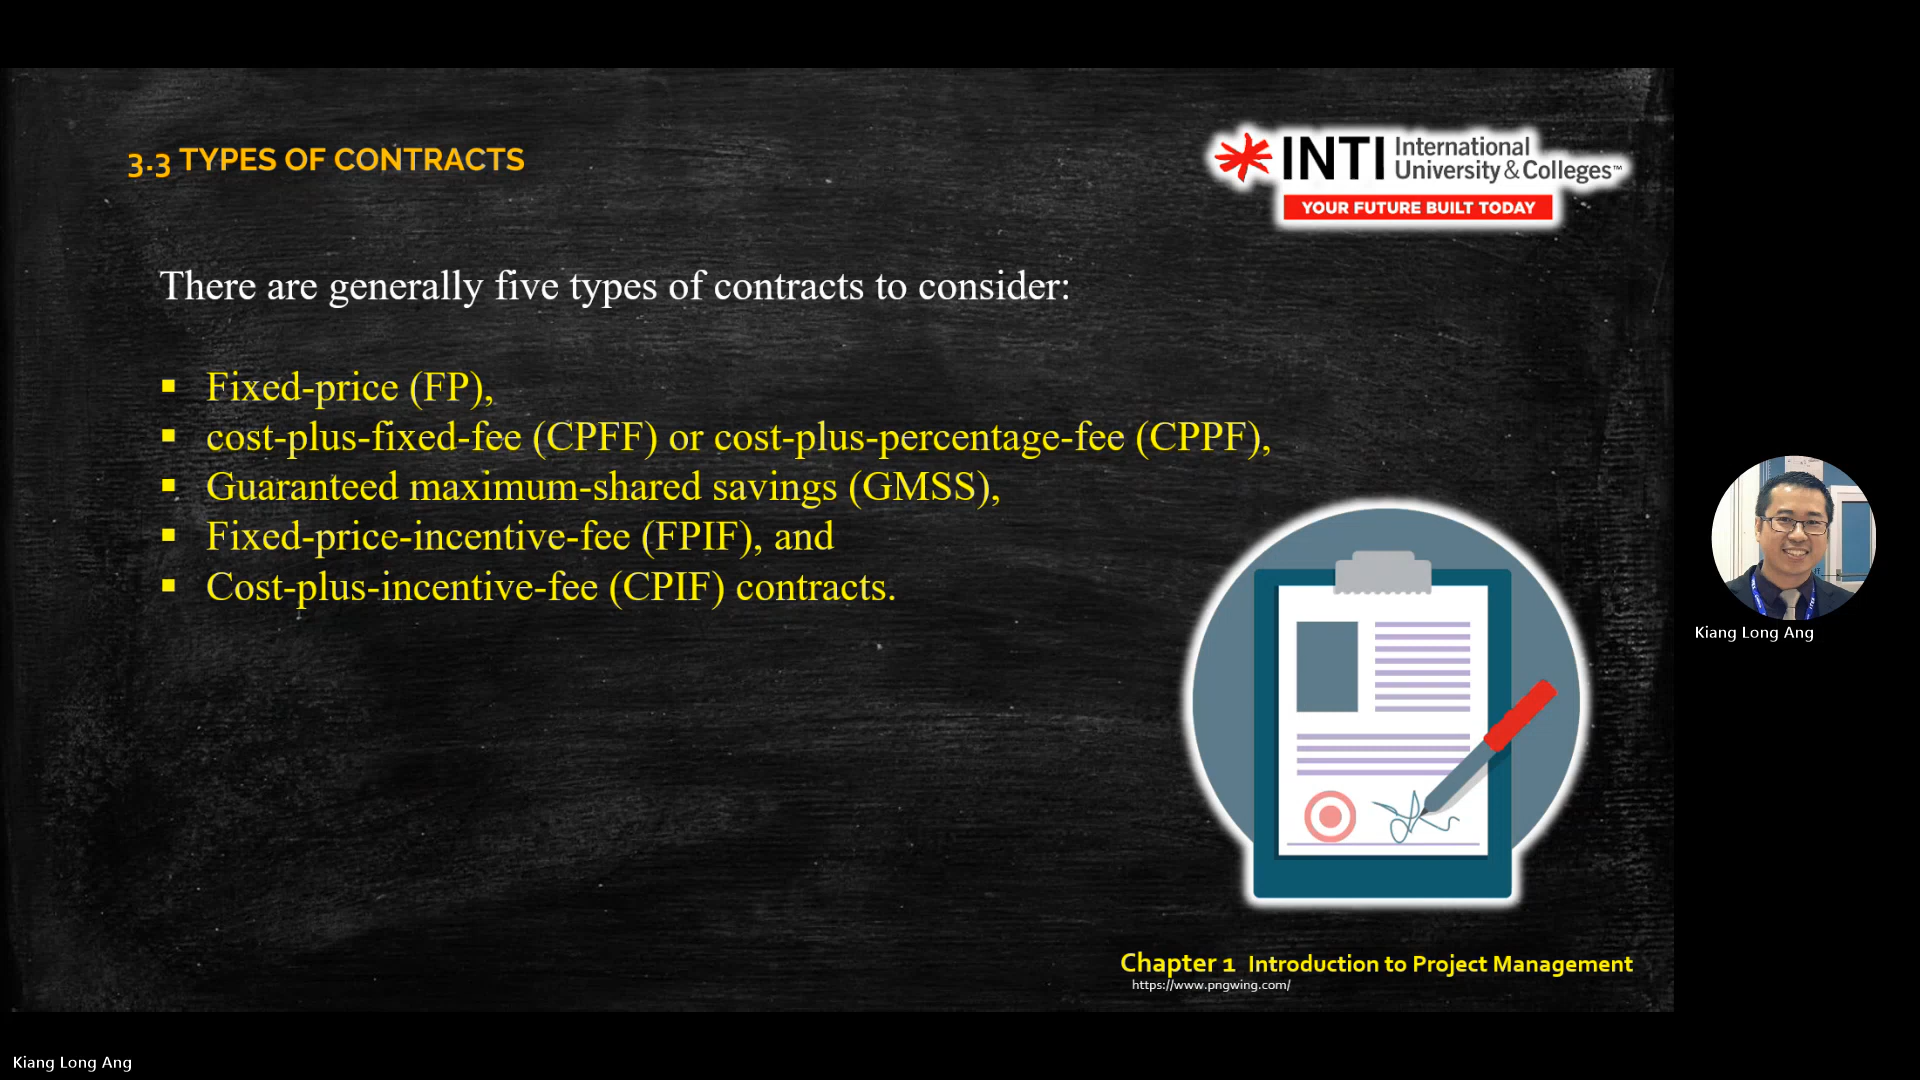 3.3 TYPES OF CONTRACTS
INTI International
University & Colleges™
YOUR FUTURE BUILT TODAY
There are generally five types of contracts to consider:
▪ Fixed-price (FP),
▪ cost-plus-fixed-fee (CPFF) or cost-plus-percentage-fee (CPPF),
▪ Guaranteed maximum-shared savings (GMSS),
▪ Fixed-price-incentive-fee (FPIF), and
▪ Cost-plus-incentive-fee (CPIF) contracts.
Kiang Long Ang
Chapter 1 Introduction to Project Management
https://www.pngwing.com/
Kiang Long Ang